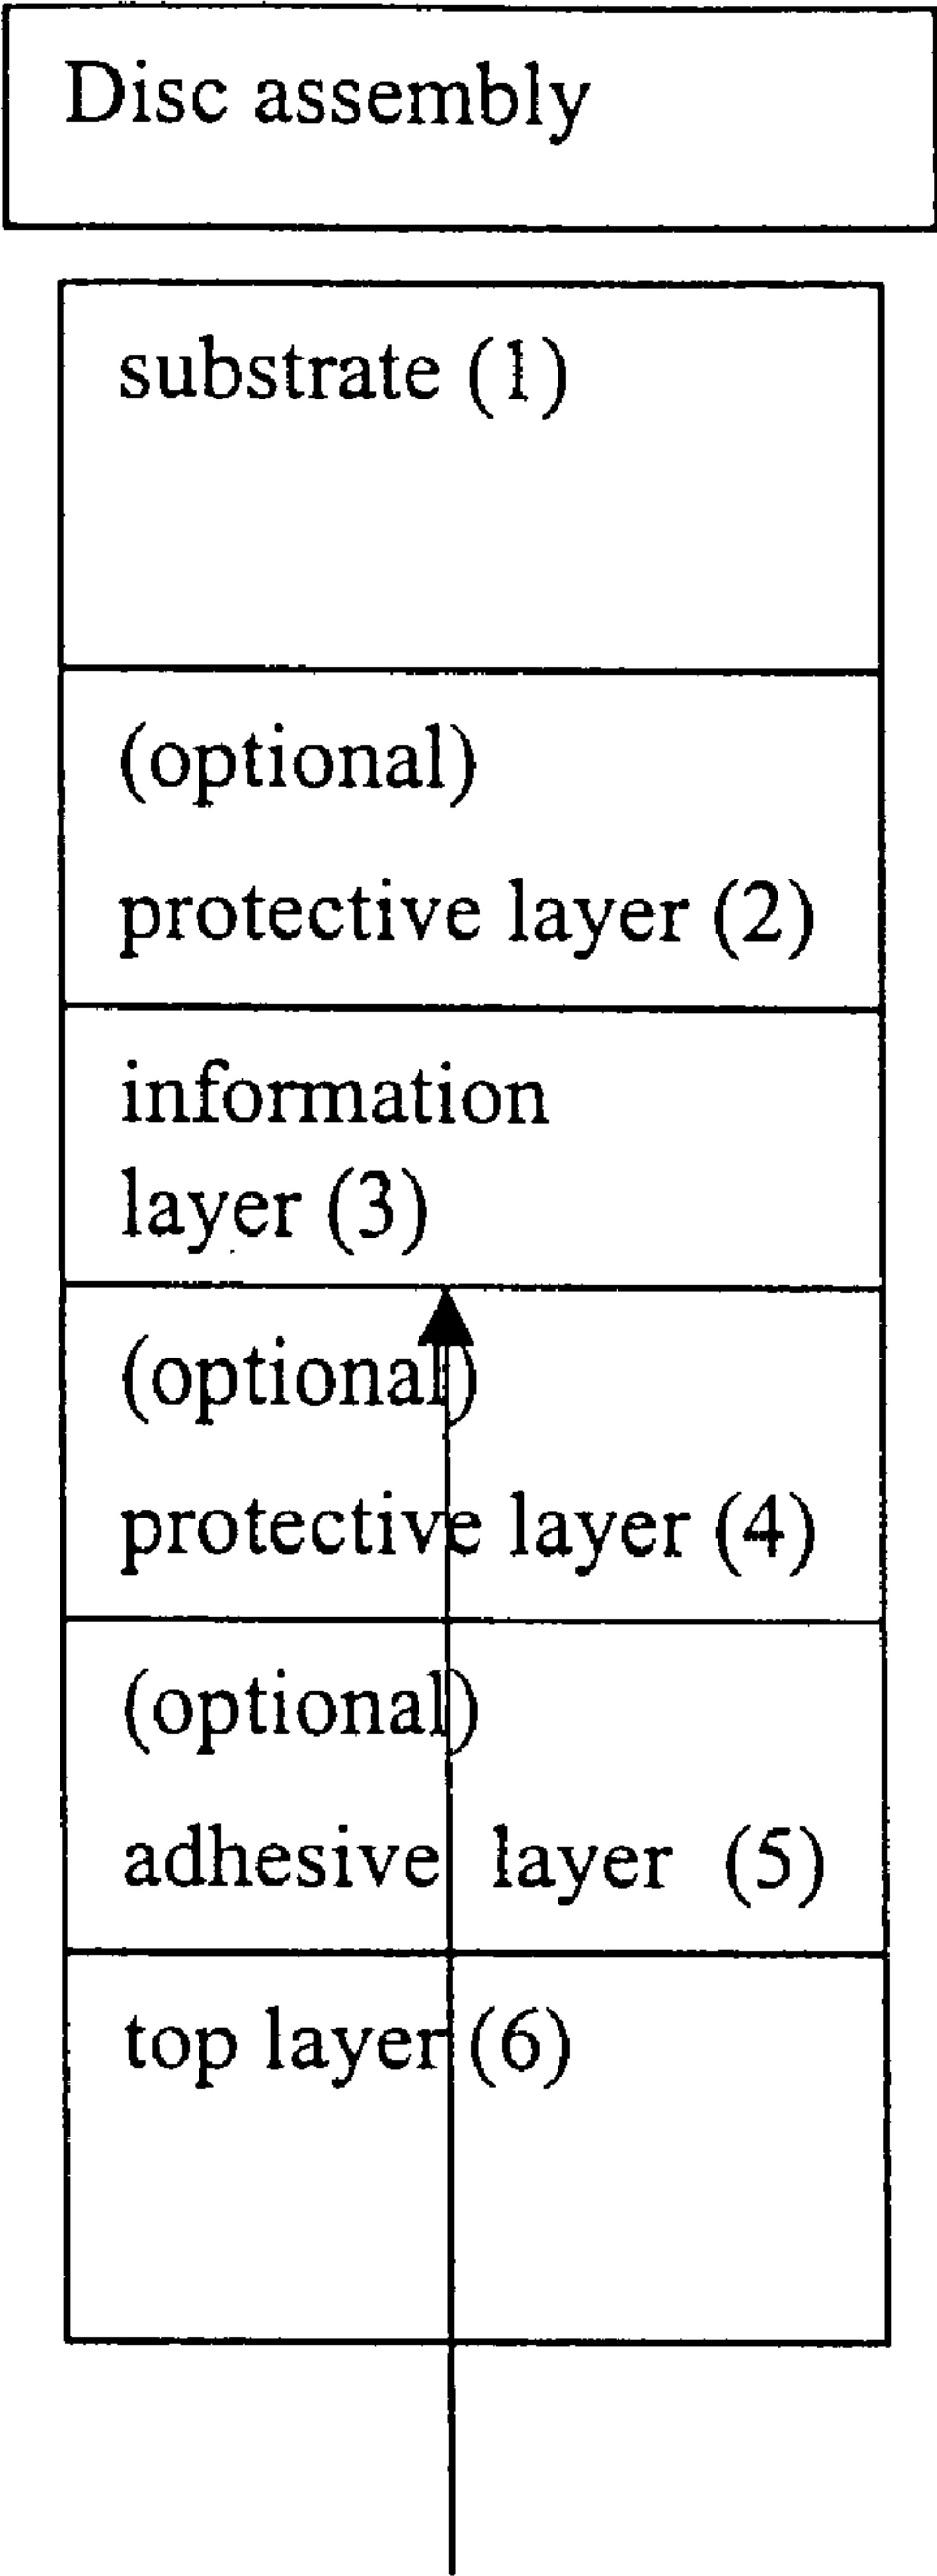 Disc assembly
substrate (1)
(optional)
protective layer (2)
information
layer (3)
(optional)
protective layer (4)
(optional)
adhesive layer (5)
top layer (6)